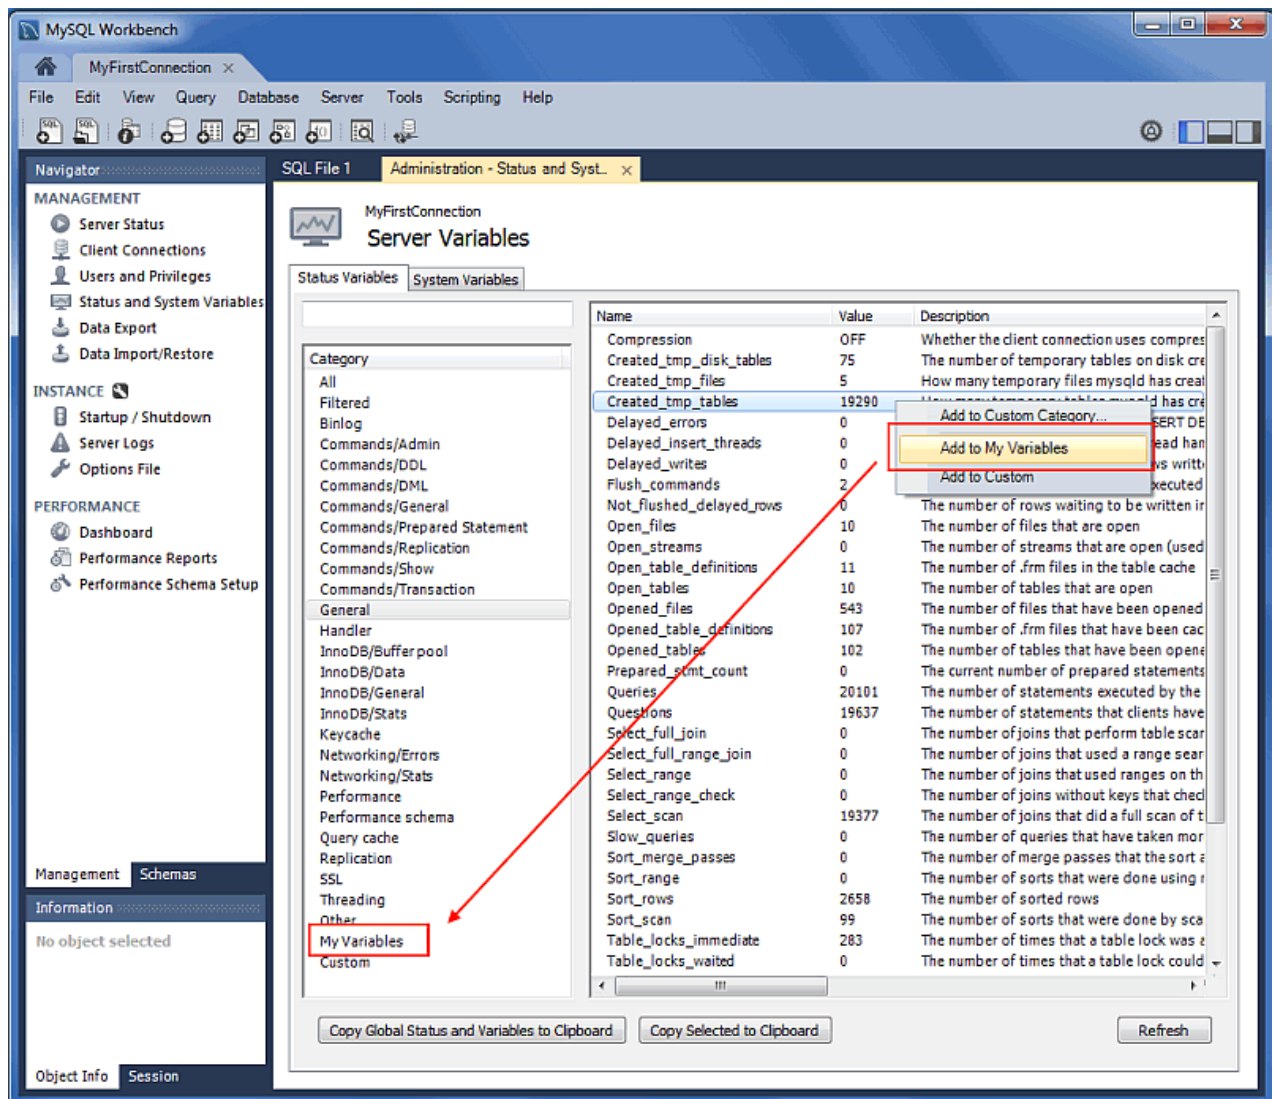 MySQL Workbench
MyFirstConnection
File Edit View Query Database Server Tools Scripting Help
Navigator
MANAGEMENT
Server Status
Client Connections
Users and Privileges
Status and System Variables
Data Export
Data Import/Restore
INSTANCE
Startup / Shutdown
Server Logs
Options File
PERFORMANCE
Dashboard
Performance Reports
Performance Schema Setup
Management Schemas
Information
No object selected
Object Info Session
SQL File 1 Administration - Status and Syst..
MyFirstConnection
Server Variables
Status Variables System Variables
Category
All
Filtered
Binlog
Commands/Admin
Commands/DDL
Commands/DML
Commands/General
Commands/Prepared Statement
Commands/Replication
Commands/Show
Commands/Transaction
General
Handler
InnoDB/Buffer pool
InnoDB/Data
InnoDB/General
InnoDB/Stats
Keycache
Networking/Errors
Networking/Stats
Performance
Performance schema
Query cache
Replication
SSL
Threading
Other
My Variables
Custom
Name Value Description
Compression OFF Whether the client connection uses compres
Created_tmp_disk_tables 75 The number of temporary tables on disk cre
Created_tmp_files 5 How many temporary files mysqld has creat
Created_tmp_tables 19290 How many temporary tables mysqld has cre
Delayed_errors 0 SERT DE
Delayed_insert_threads 0 ead han
Delayed_writes 0 ws writt
Flush_commands 2 xecuted
Not_flushed_delayed_rows 0 The number of rows waiting to be written in
Open_files 10 The number of files that are open
Open_streams 0 The number of streams that are open (used
Open_table_definitions 11 The number of .frm files in the table cache
Open_tables 10 The number of tables that are open
Opened_files 543 The number of files that have been opened
Opened_table_definitions 107 The number of .frm files that have been cac
Opened_tables 102 The number of tables that have been opene
Prepared_stmt_count 0 The current number of prepared statements
Queries 20101 The number of statements executed by the
Questions 19637 The number of statements that clients have
Select_full_join 0 The number of joins that perform table scar
Select_full_range_join 0 The number of joins that used a range sear
Select_range 0 The number of joins that used ranges on th
Select_range_check 0 The number of joins without keys that checl
Select_scan 19377 The number of joins that did a full scan of t
Slow_queries 0 The number of queries that have taken mor
Sort_merge_passes 0 The number of merge passes that the sort a
Sort_range 0 The number of sorts that were done using r
Sort_rows 2658 The number of sorted rows
Sort_scan 99 The number of sorts that were done by sca
Table_locks_immediate 283 The number of times that a table lock was a
Table_locks_waited 0 The number of times that a table lock could
Add to Custom Category...
Add to My Variables
Add to Custom
Copy Global Status and Variables to Clipboard Copy Selected to Clipboard Refresh